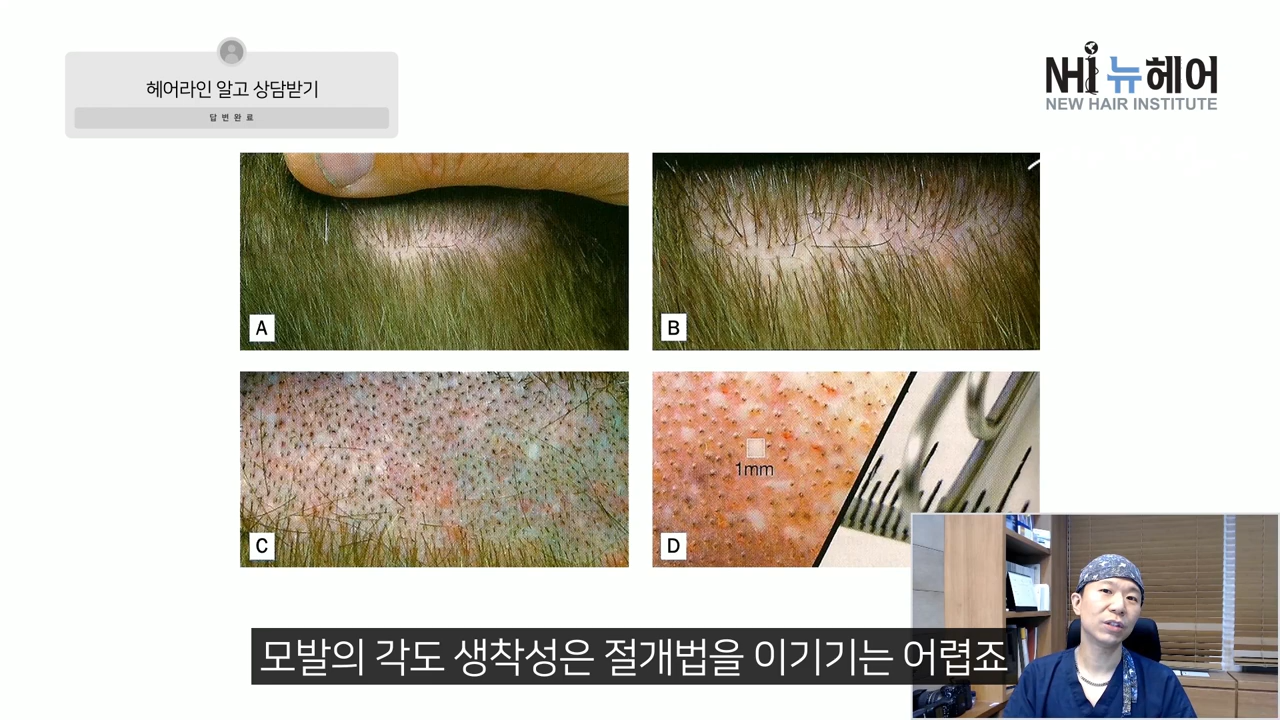 헤어라인 알고 상담받기
답변완료
NHI 뉴헤어
NEW HAIR INSTITUTE
A
B
C
1mm
D
모발의 각도 생착성은 절개법을 이기기는 어렵죠